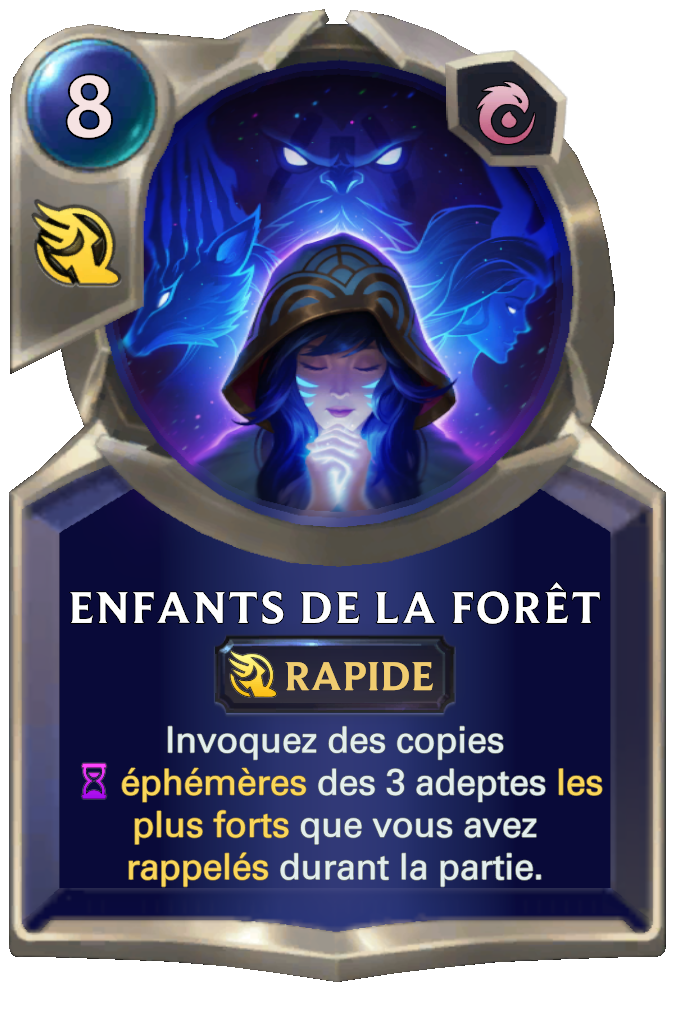 8
ENFANTS DE LA FORÊT
RAPIDE
Invoquez des copies
éphémères des 3 adeptes les
plus forts que vous avez
rappelés durant la partie.